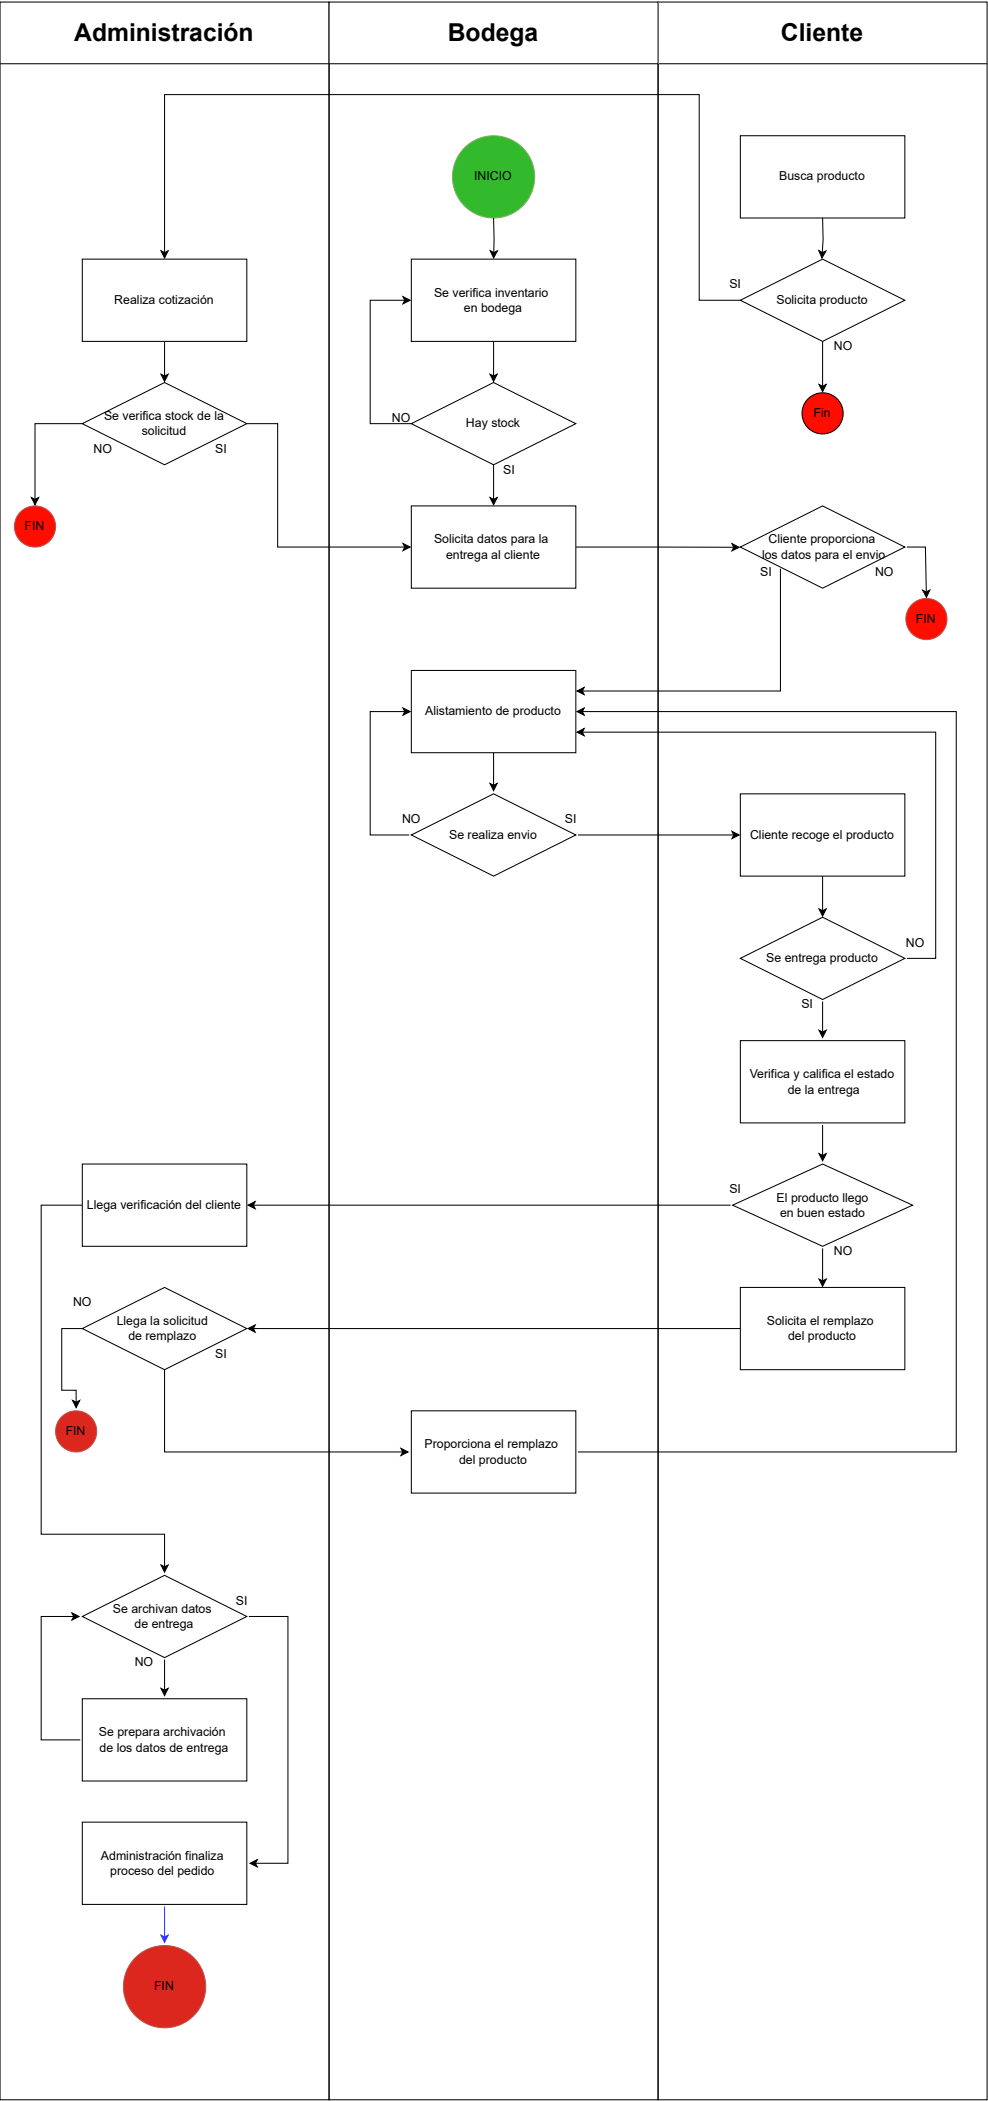 Administración
Bodega
Cliente
INICIO
Busca producto
SI
Realiza cotización
Se verifica inventario
en bodega
Solicita producto
NO
Se verifica stock de la
solicitud
NO
SI
NO
Hay stock
Fin
SI
FIN
Solicita datos para la
entrega al cliente
Cliente proporciona
los datos para el envio
SI
NO
FIN
Alistamiento de producto
NO
SI
Se realiza envio
Cliente recoge el producto
NO
Se entrega producto
SI
Verifica y califica el estado
de la entrega
SI
Llega verificación del cliente
El producto llego
en buen estado
NO
NO
Llega la solicitud
de remplazo
SI
Solicita el remplazo
del producto
FIN
Proporciona el remplazo
del producto
Se archivan datos
de entrega
SI
NO
Se prepara archivación
de los datos de entrega
Administración finaliza
proceso del pedido
FIN